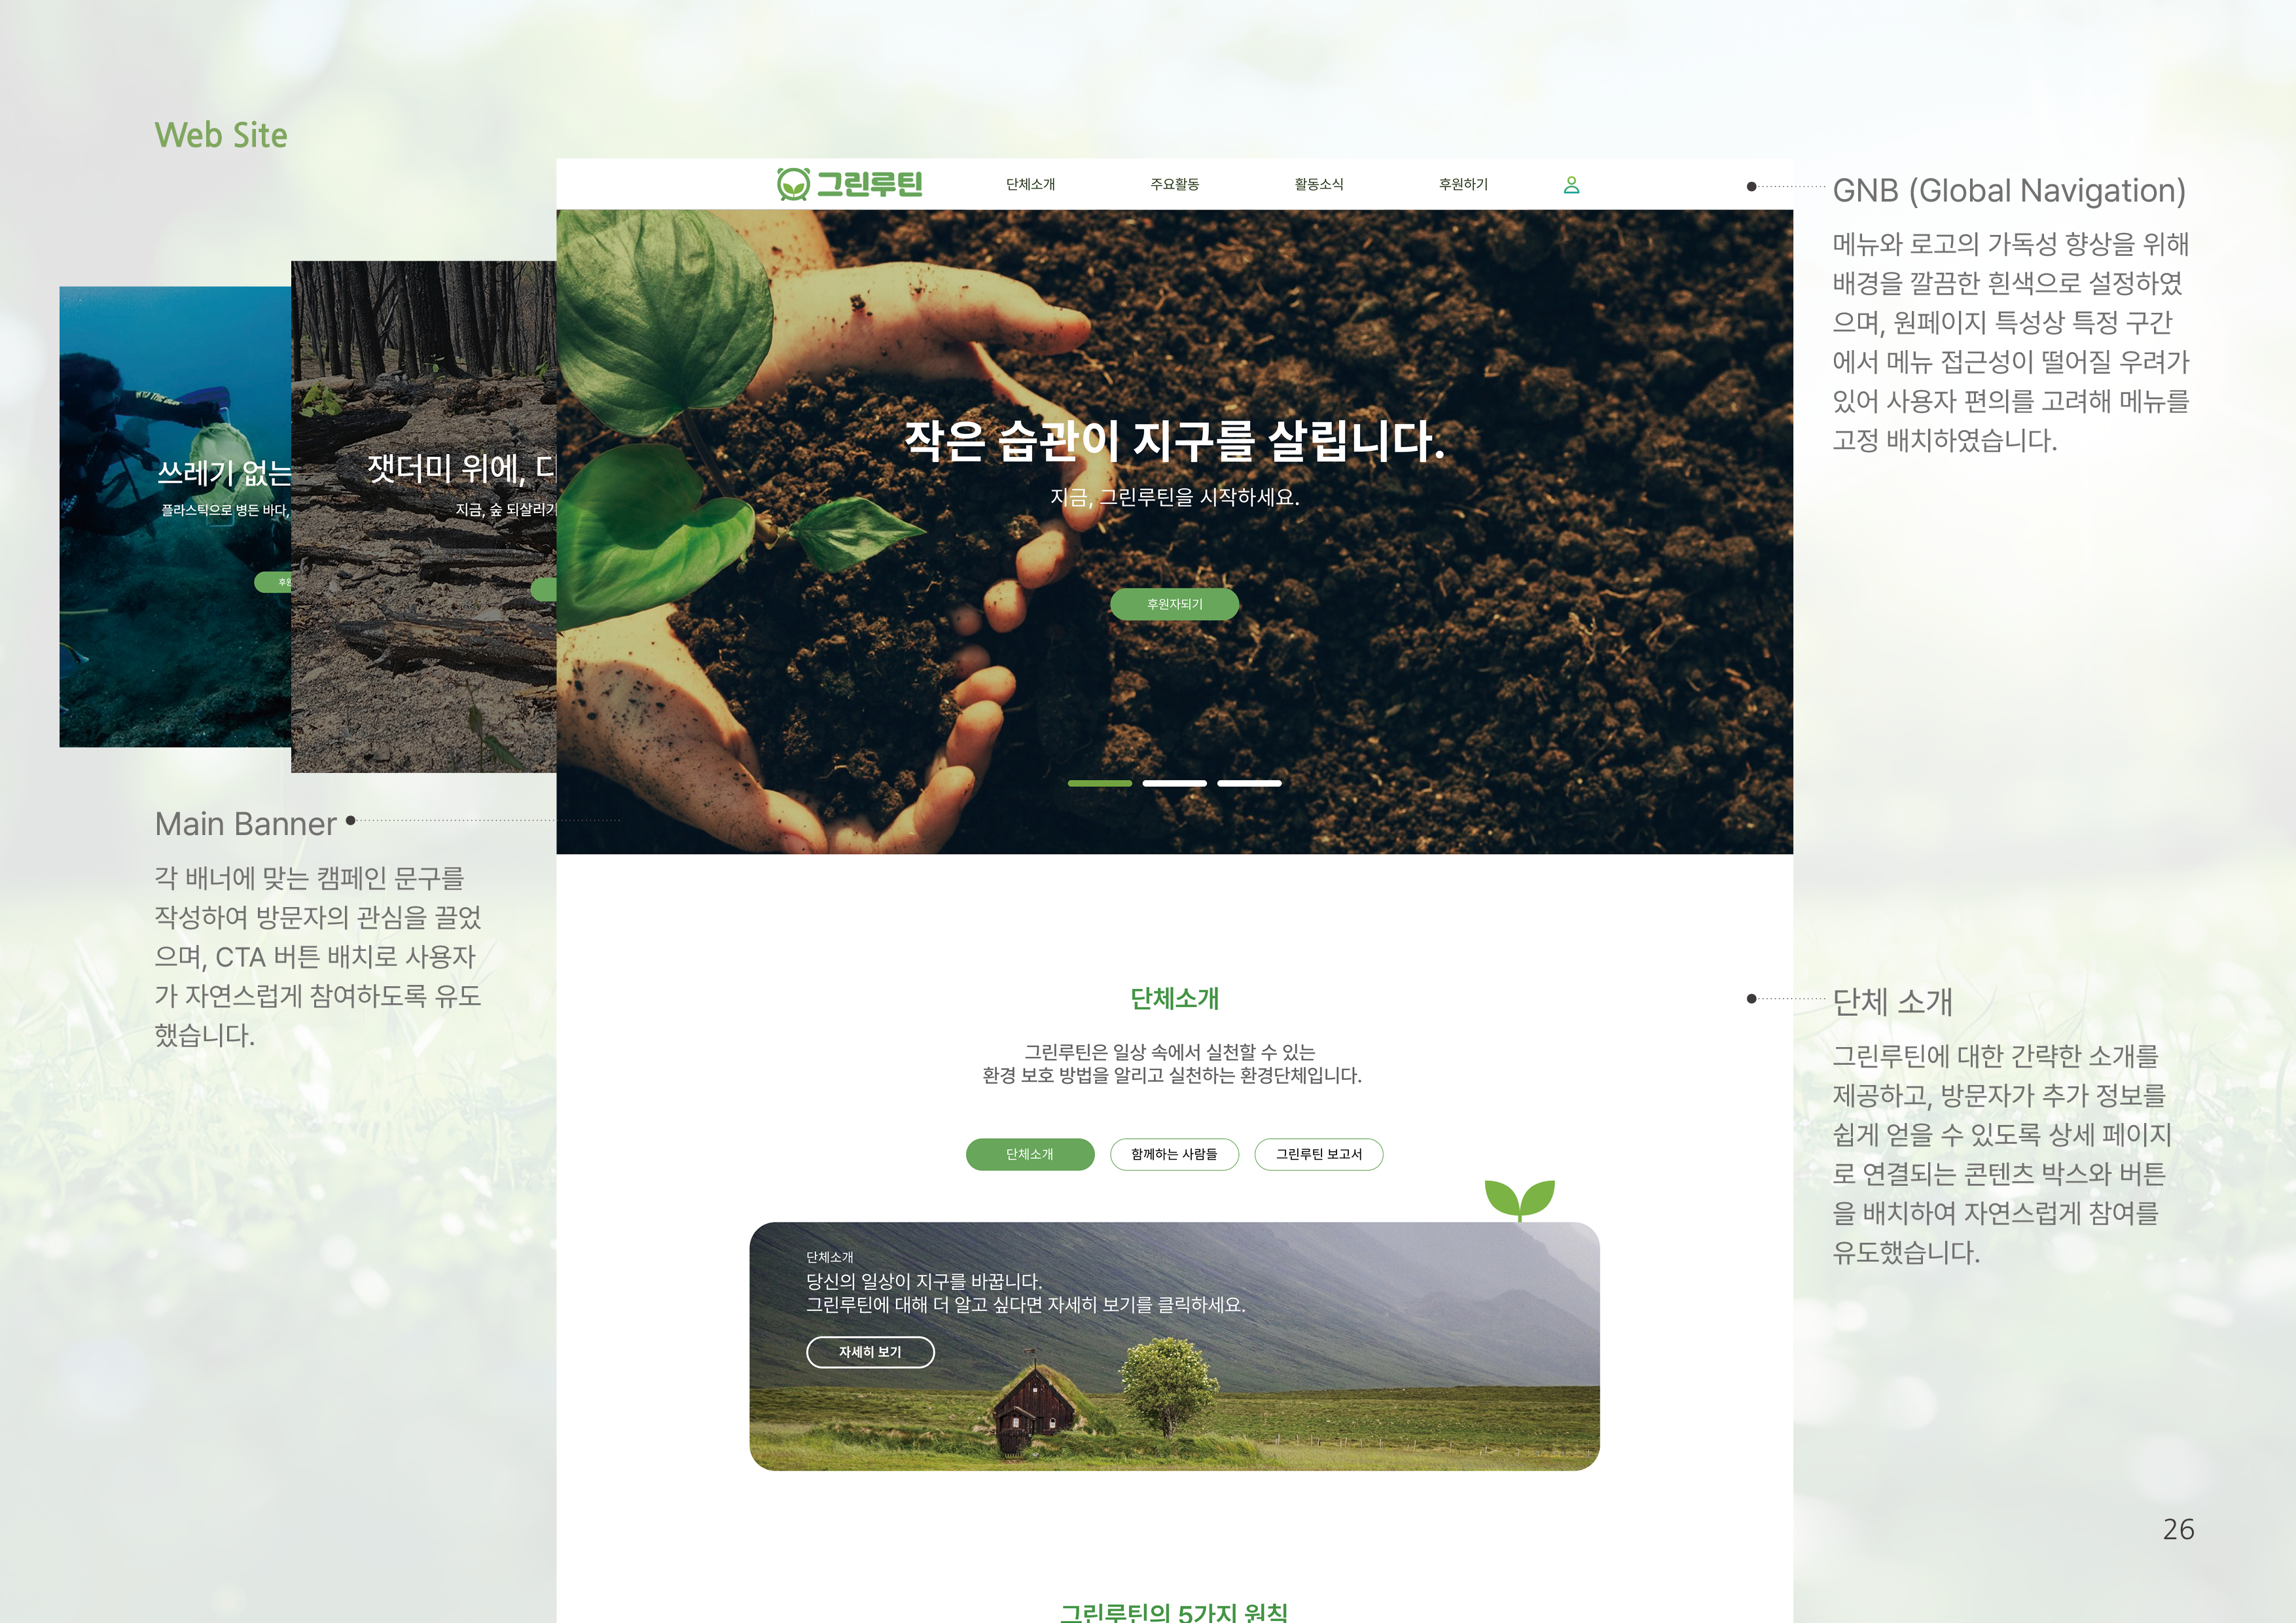 Web Site
그린루틴
단체소개
주요활동
활동소식
후원하기
GNB (Global Navigation)
메뉴와 로고의 가독성 향상을 위해
배경을 깔끔한 흰색으로 설정하였
으며, 원페이지 특성상 특정 구간
에서 메뉴 접근성이 떨어질 우려가
있어 사용자 편의를 고려해 메뉴를
고정 배치하였습니다.
쓰레기 없는
플라스틱으로 병든 바다,
후원
잿더미 위에, 다
지금, 숲 되살리기
작은 습관이 지구를 살립니다.
지금, 그린루틴을 시작하세요.
후원자되기
Main Banner
각 배너에 맞는 캠페인 문구를
작성하여 방문자의 관심을 끌었
으며, CTA 버튼 배치로 사용자
가 자연스럽게 참여하도록 유도
했습니다.
단체소개
그린루틴은 일상 속에서 실천할 수 있는
환경 보호 방법을 알리고 실천하는 환경단체입니다.
단체소개
함께하는 사람들
그린루틴 보고서
단체소개
당신의 일상이 지구를 바꿉니다.
그린루틴에 대해 더 알고 싶다면 자세히 보기를 클릭하세요.
자세히 보기
단체 소개
그린루틴에 대한 간략한 소개를
제공하고, 방문자가 추가 정보를
쉽게 얻을 수 있도록 상세 페이지
로 연결되는 콘텐츠 박스와 버튼
을 배치하여 자연스럽게 참여를
유도했습니다.
그린루틴의 5가지 원칙
26